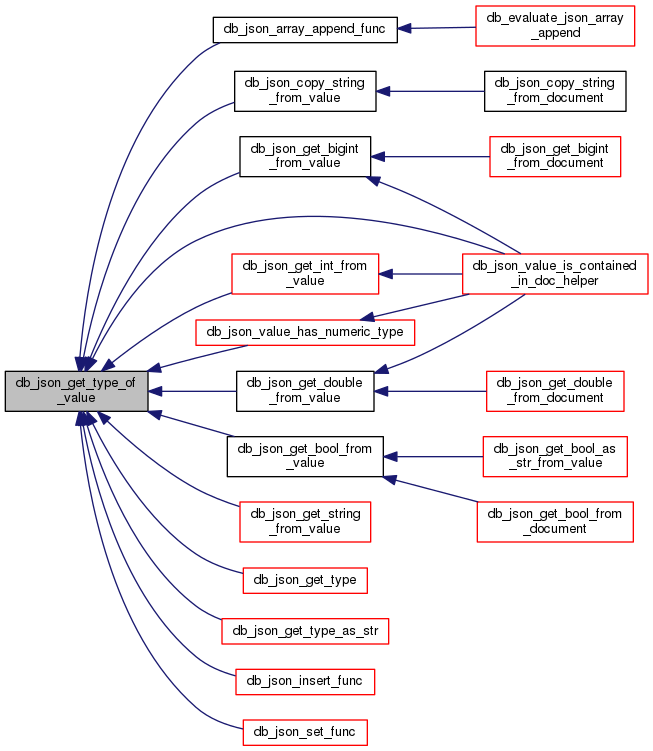 db_json_get_type_of
_value
db_json_array_append_func
db_evaluate_json_array
_append
db_json_copy_string
_from_value
db_json_copy_string
_from_document
db_json_get_bigint
_from_value
db_json_get_bigint
_from_document
db_json_value_is_contained
_in_doc_helper
db_json_get_int_from
_value
db_json_value_has_numeric_type
db_json_get_double
_from_value
db_json_get_double
_from_document
db_json_get_bool_from
_value
db_json_get_bool_as
_str_from_value
db_json_get_bool_from
_document
db_json_get_string
_from_value
db_json_get_type
db_json_get_type_as_str
db_json_insert_func
db_json_set_func